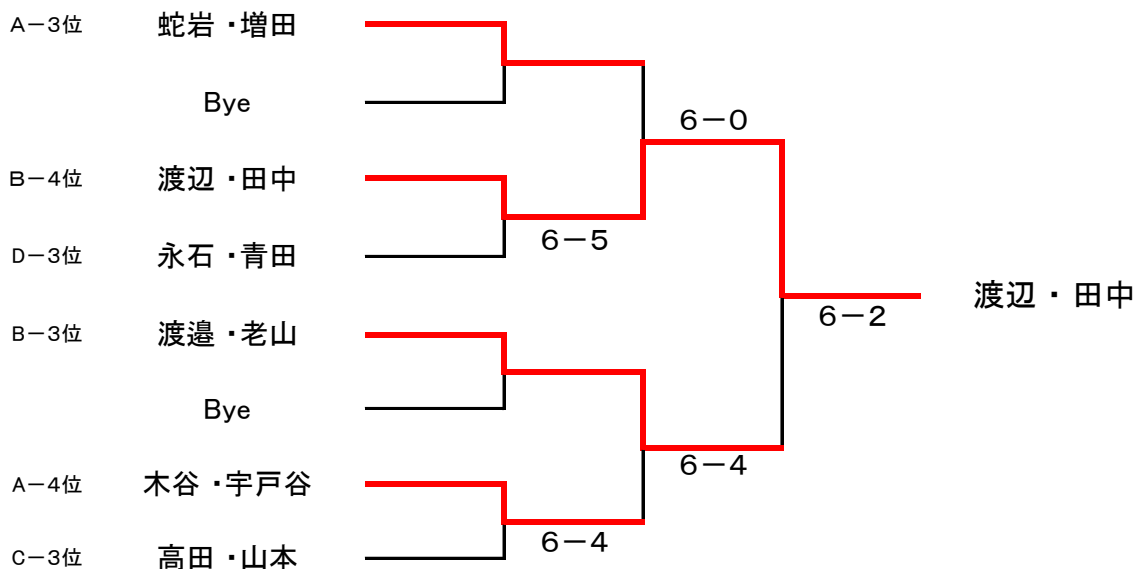 A－3位 蛇岩・増田
6－0
Bye
B－4位 渡辺・田中
6－5
D－3位 永石・青田
渡辺・田中
6－2
B－3位 渡邉・老山
Bye
6－4
A－4位 木谷・宇戸谷
6－4
C－3位 高田・山本